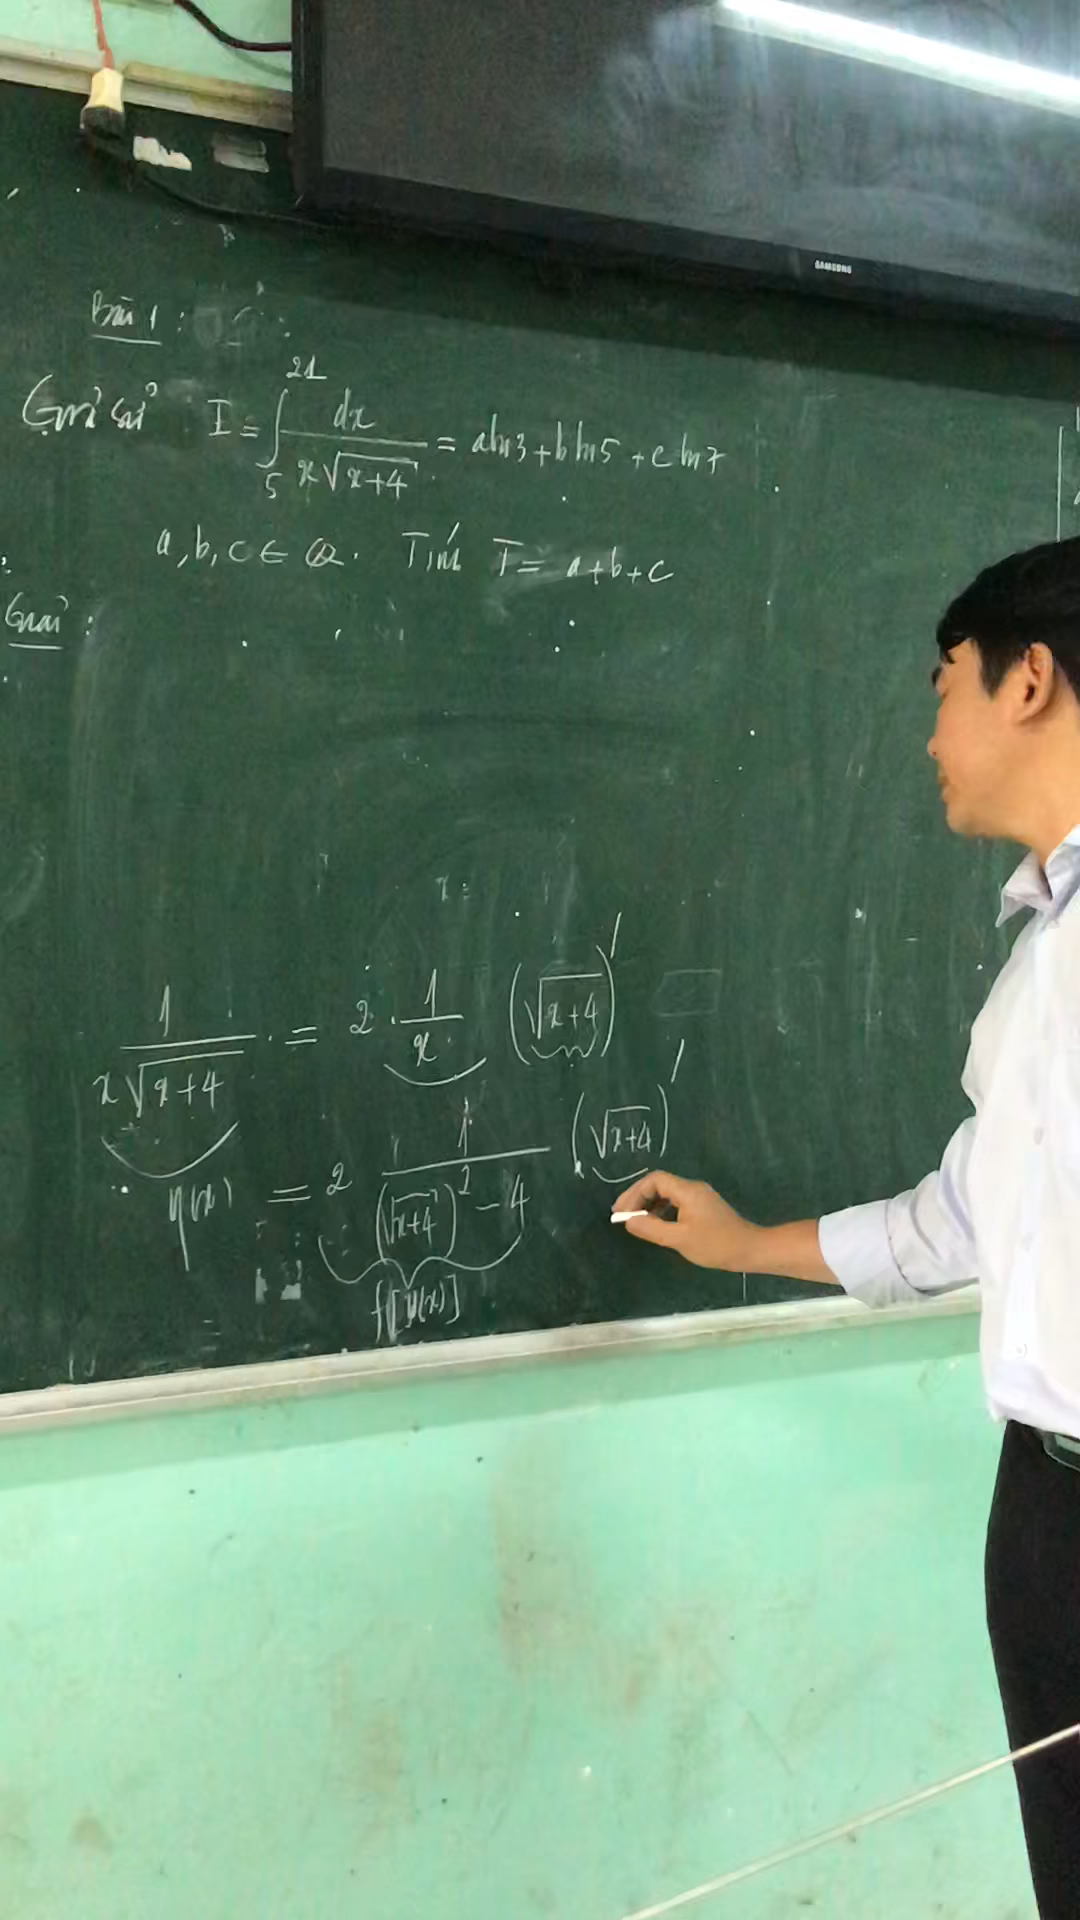 SAMSUNG
Bài 1 :
Giả sử I = ∫₅²¹ dx / (x√(x+4)) = aln3 + bln5 + cln7
a, b, c ∈ Q. Tính T = a+b+c
Giải :
x =
1 / (x√(x+4)) = 2 · 1/x (√(x+4))'
g(x) = 2 1 / ((√(x+4))² - 4) (√(x+4))'
f[u(x)]
=